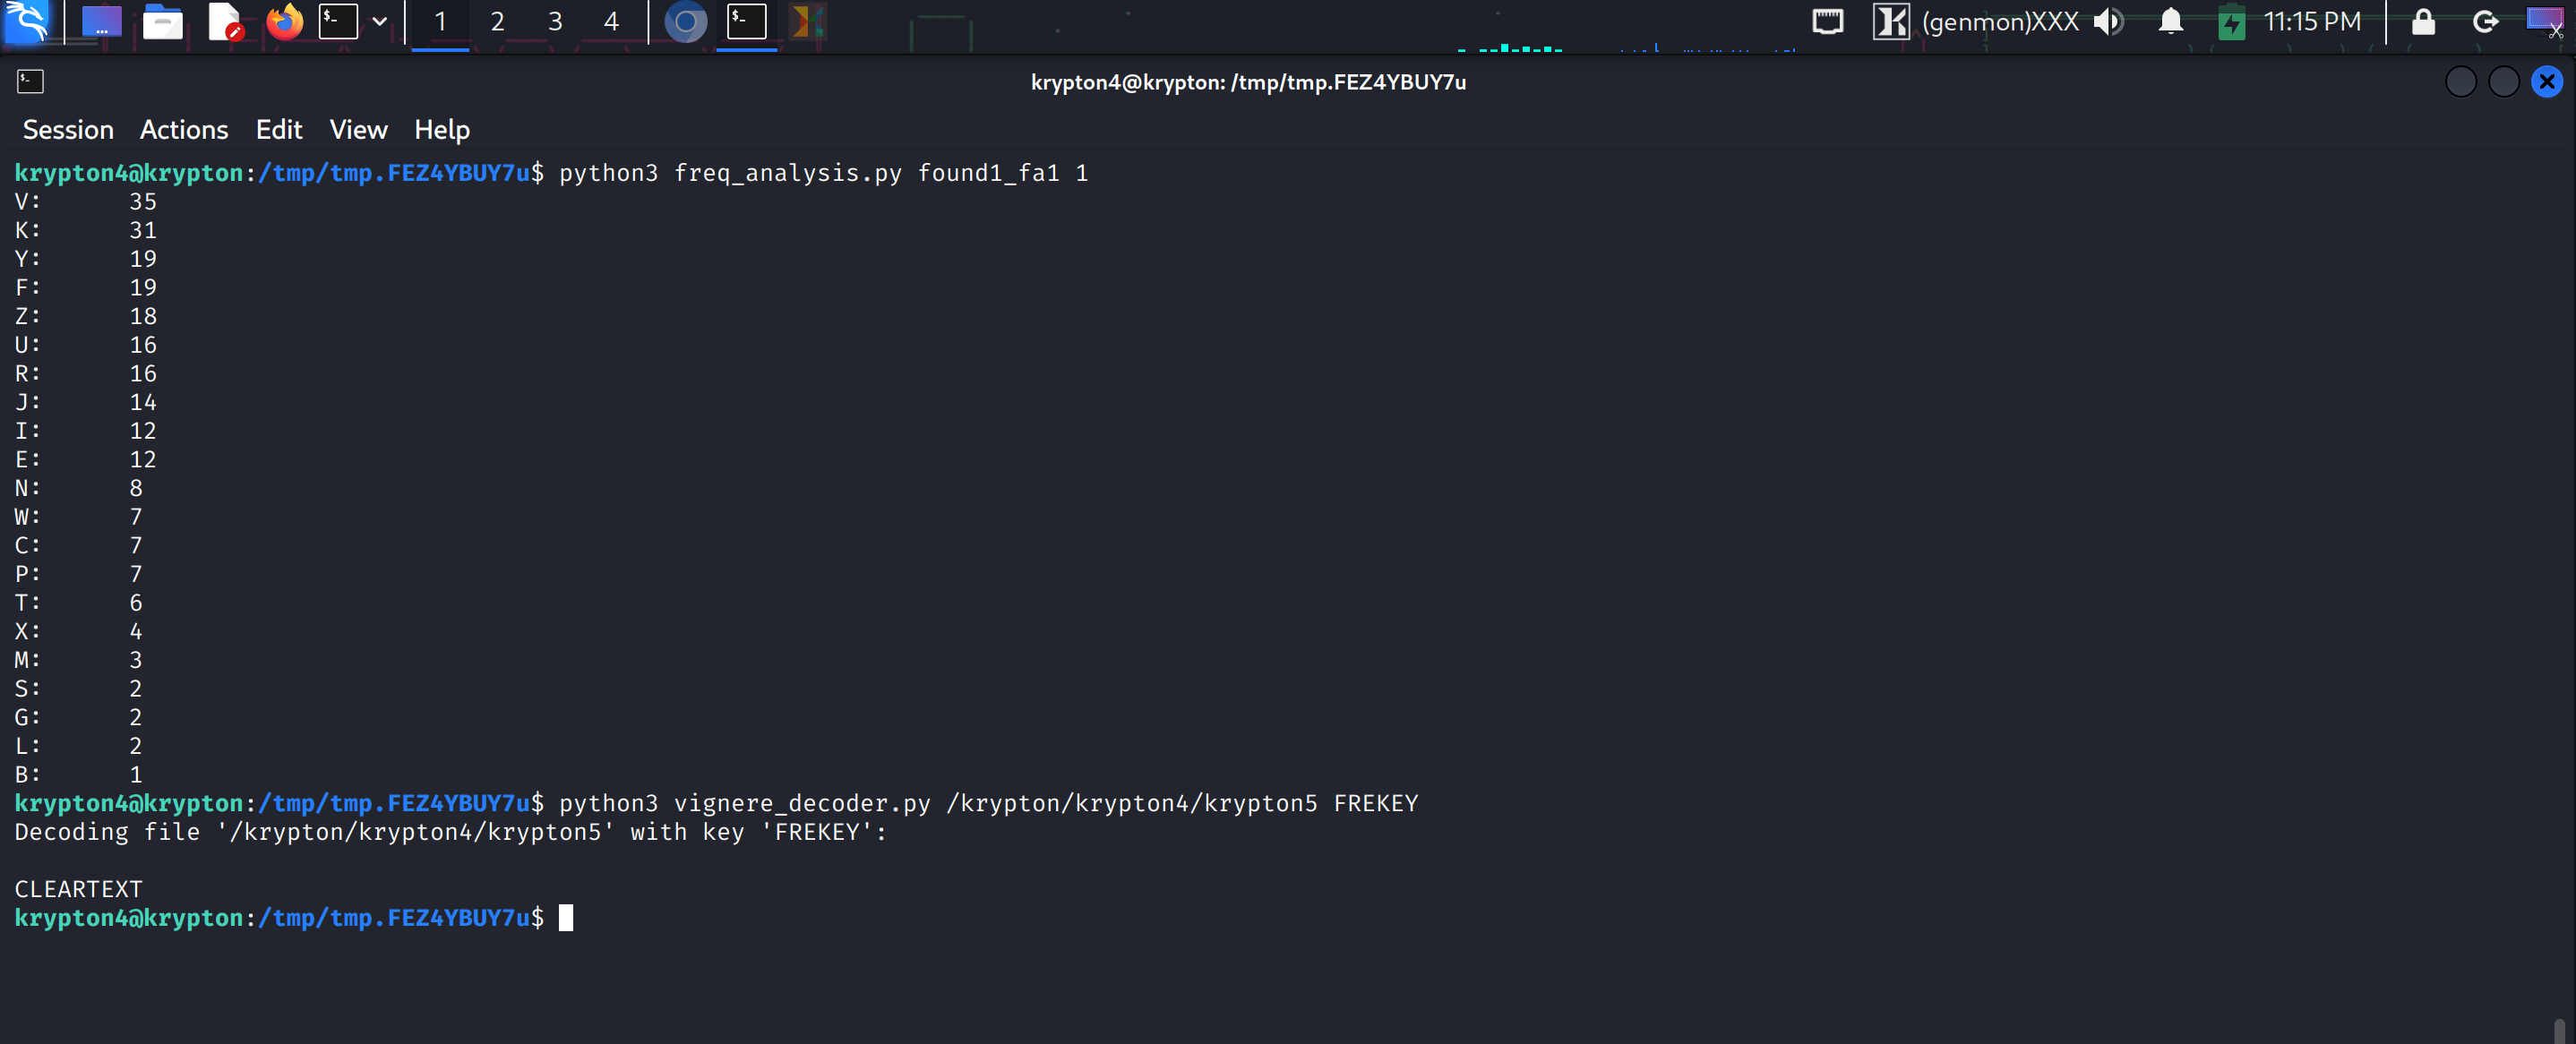 1 2 3 4 (genmon)XXX 11:15 PM
krypton4@krypton: /tmp/tmp.FEZ4YBUY7u
Session Actions Edit View Help
krypton4@krypton:/tmp/tmp.FEZ4YBUY7u$ python3 freq_analysis.py found1_fa1 1
V: 35
K: 31
Y: 19
F: 19
Z: 18
U: 16
R: 16
J: 14
I: 12
E: 12
N: 8
W: 7
C: 7
P: 7
T: 6
X: 4
M: 3
S: 2
G: 2
L: 2
B: 1
krypton4@krypton:/tmp/tmp.FEZ4YBUY7u$ python3 vignere_decoder.py /krypton/krypton4/krypton5 FREKEY
Decoding file '/krypton/krypton4/krypton5' with key 'FREKEY':
CLEARTEXT
krypton4@krypton:/tmp/tmp.FEZ4YBUY7u$